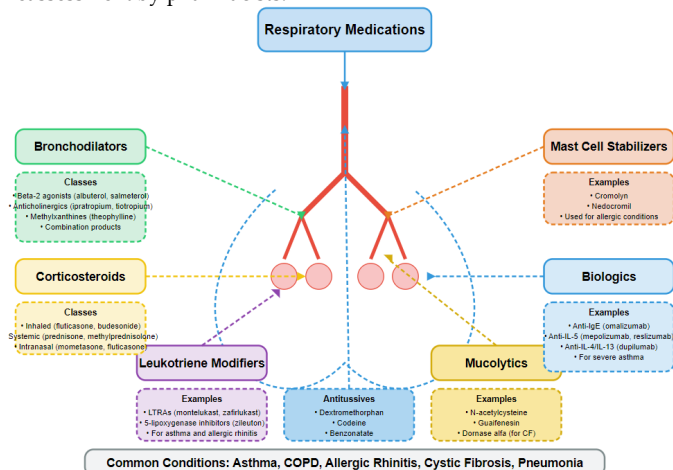 Respiratory Medications
Bronchodilators
Classes
• Beta-2 agonists (albuterol, salmeterol)
• Anticholinergics (ipratropium, tiotropium)
• Methylxanthines (theophylline)
• Combination products
Mast Cell Stabilizers
Examples
• Cromolyn
• Nedocromil
• Used for allergic conditions
Corticosteroids
Classes
• Inhaled (fluticasone, budesonide)
Systemic (prednisone, methylprednisolone)
• Intranasal (mometasone, fluticasone)
Biologics
Examples
• Anti-IgE (omalizumab)
• Anti-IL-5 (mepolizumab, reslizumab)
• Anti-IL-4/IL-13 (dupilumab)
• For severe asthma
Leukotriene Modifiers
Examples
• LTRAs (montelukast, zafirlukast)
• 5-lipoxygenase inhibitors (zileuton)
• For asthma and allergic rhinitis
Antitussives
• Dextromethorphan
• Codeine
• Benzonatate
Mucolytics
Examples
• N-acetylcysteine
• Guaifenesin
• Dornase alfa (for CF)
Common Conditions: Asthma, COPD, Allergic Rhinitis, Cystic Fibrosis, Pneumonia